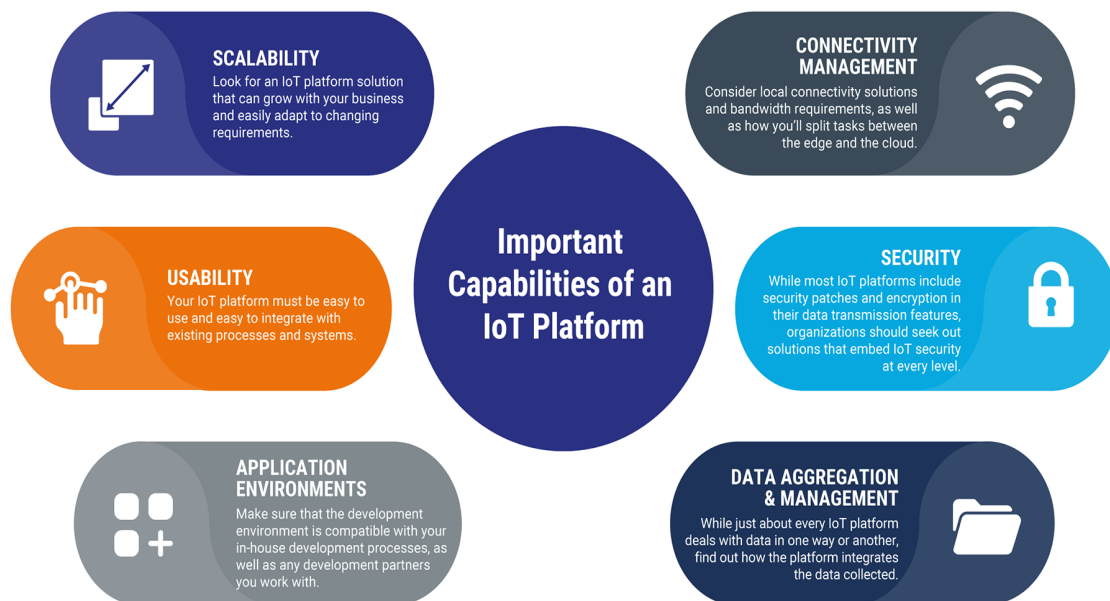 SCALABILITY
Look for an IoT platform solution
that can grow with your business
and easily adapt to changing
requirements.
CONNECTIVITY
MANAGEMENT
Consider local connectivity solutions
and bandwidth requirements, as well
as how you'll split tasks between
the edge and the cloud.
Important
Capabilities of an
IoT Platform
USABILITY
Your IoT platform must be easy to
use and easy to integrate with
existing processes and systems.
SECURITY
While most IoT platforms include
security patches and encryption in
their data transmission features,
organizations should seek out
solutions that embed IoT security
at every level.
APPLICATION
ENVIRONMENTS
Make sure that the development
environment is compatible with your
in-house development processes, as
well as any development partners
you work with.
DATA AGGREGATION
& MANAGEMENT
While just about every IoT platform
deals with data in one way or another,
find out how the platform integrates
the data collected.